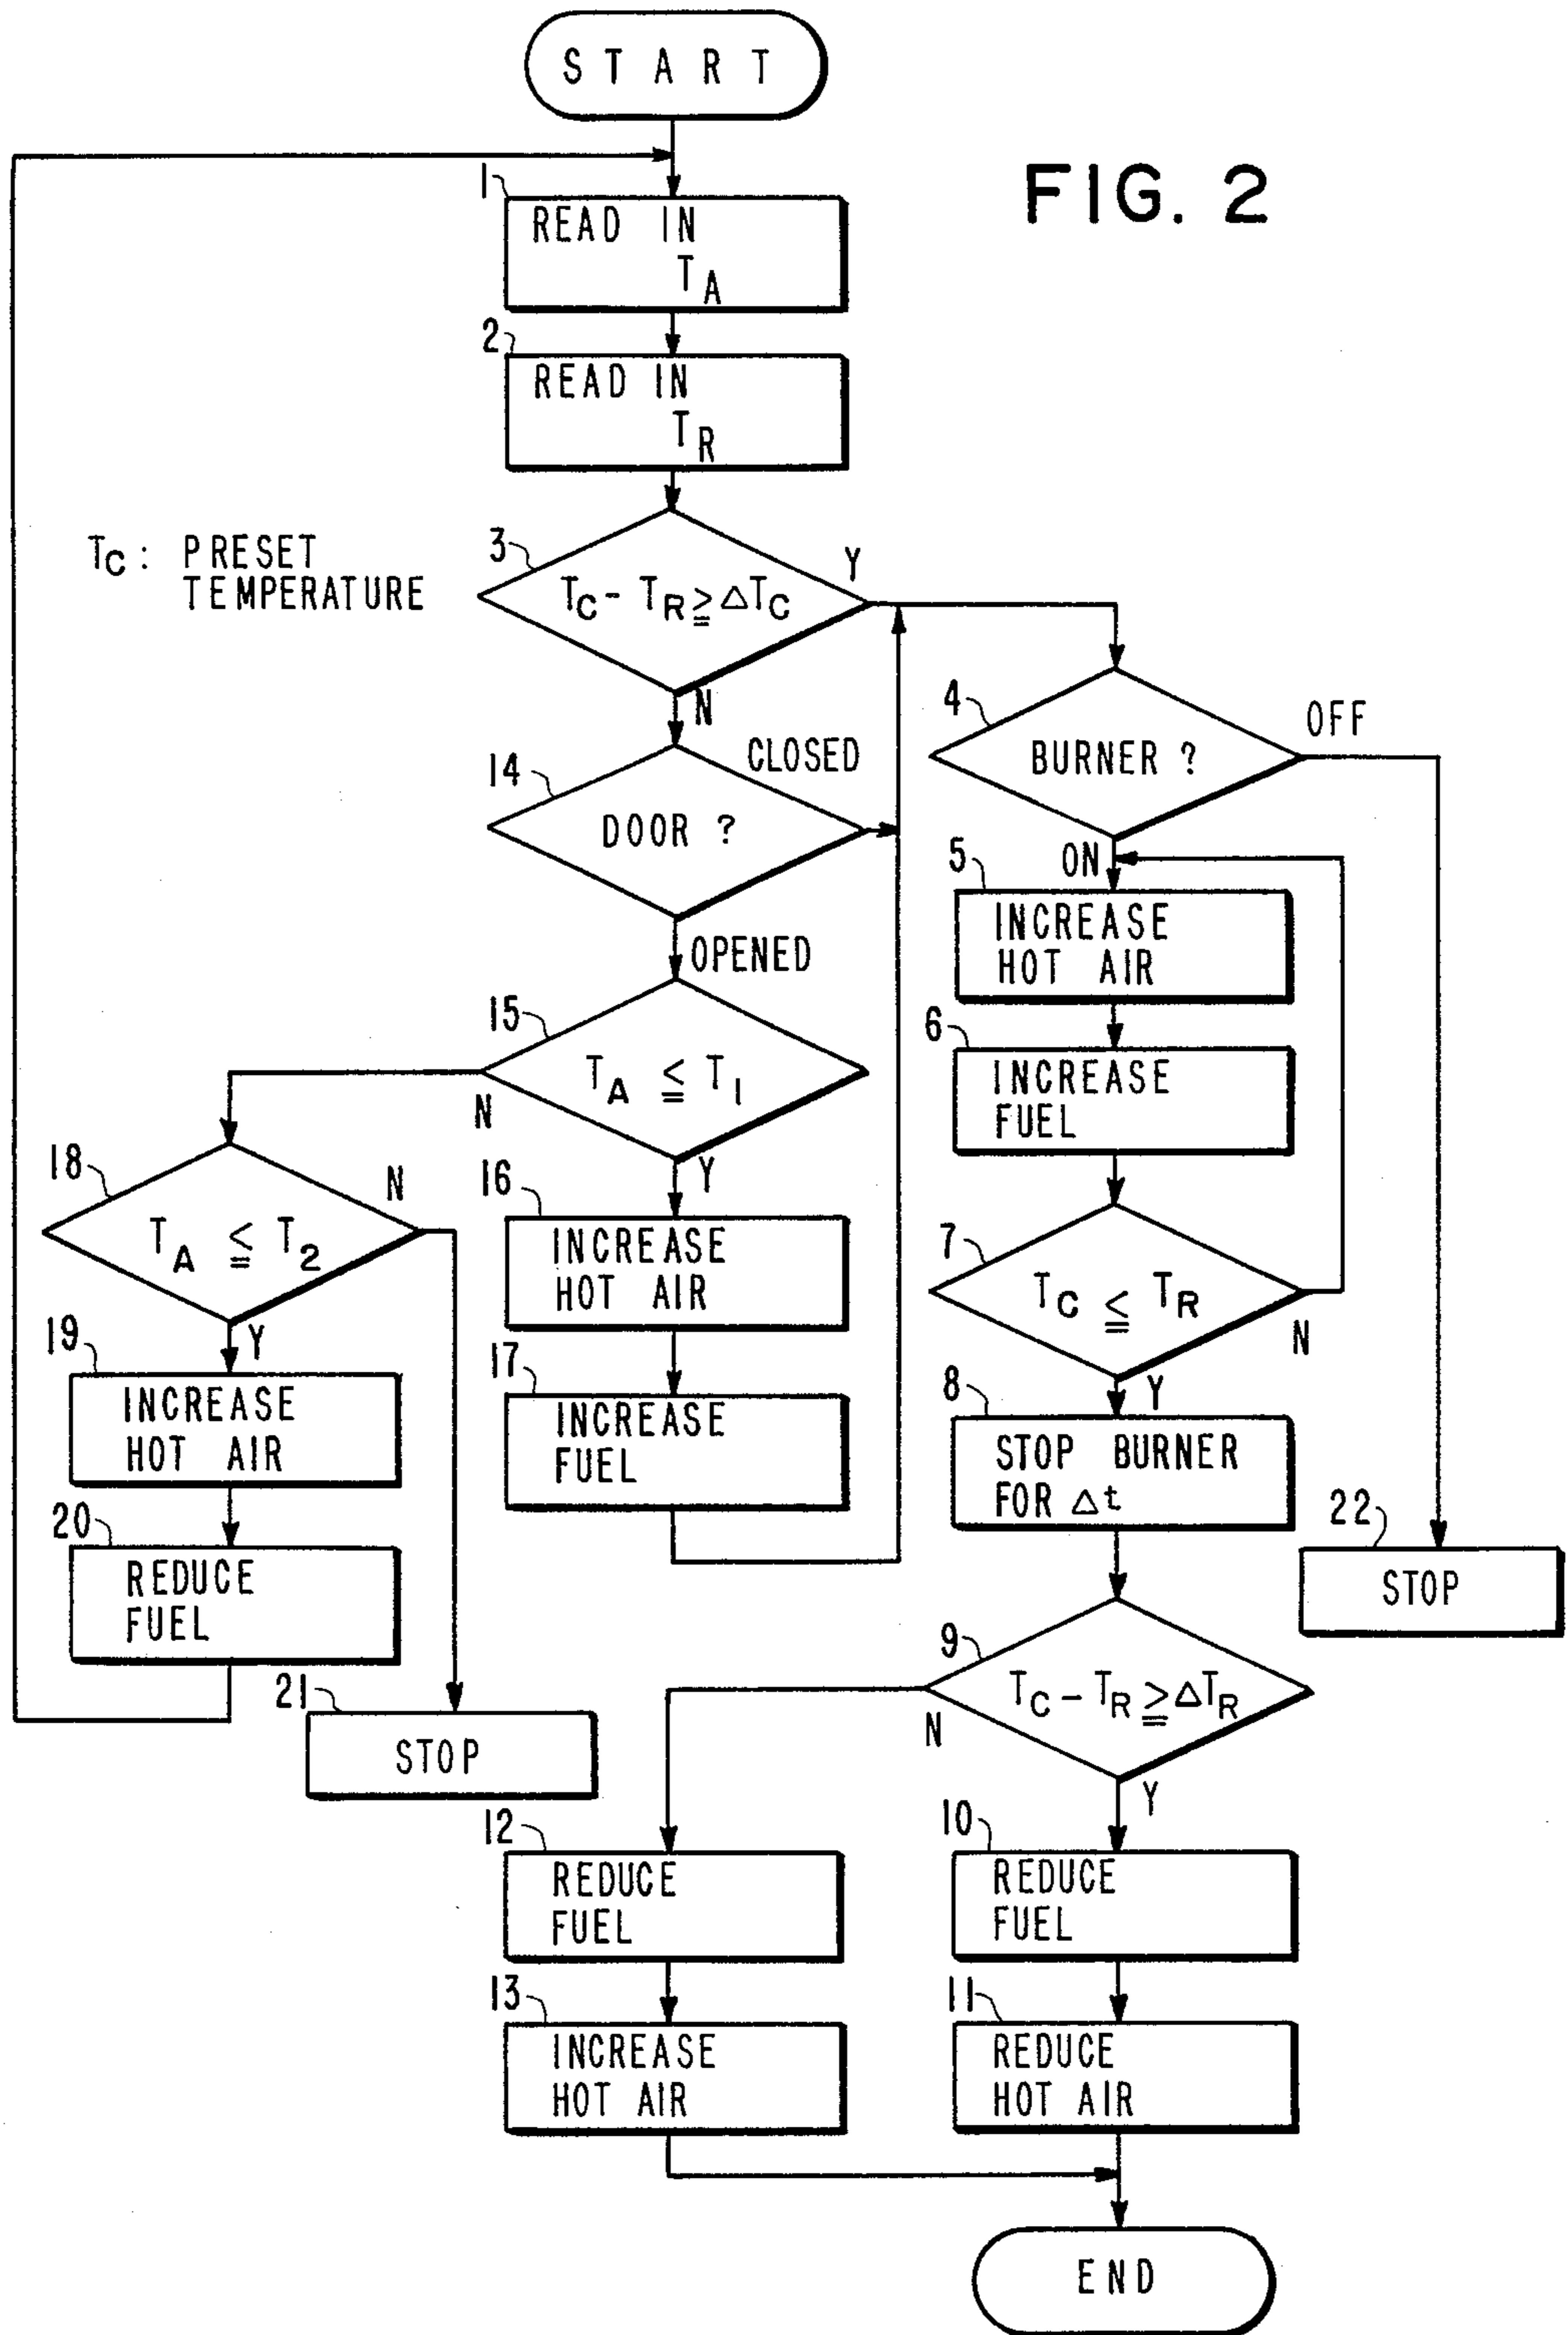 START
FIG. 2
1
READ IN
TA
2
READ IN
TR
TC: PRESET
TEMPERATURE
3
TC - TR ≧ ΔTC
Y
N
4
BURNER ?
OFF
ON
14
DOOR ?
CLOSED
OPENED
5
INCREASE
HOT AIR
15
TA ≦ T1
N
Y
6
INCREASE
FUEL
18
TA ≦ T2
N
Y
16
INCREASE
HOT AIR
7
TC ≦ TR
N
Y
19
INCREASE
HOT AIR
17
INCREASE
FUEL
8
STOP BURNER
FOR Δt
20
REDUCE
FUEL
22
STOP
21
STOP
9
TC - TR ≧ ΔTR
N
Y
12
REDUCE
FUEL
10
REDUCE
FUEL
13
INCREASE
HOT AIR
11
REDUCE
HOT AIR
END